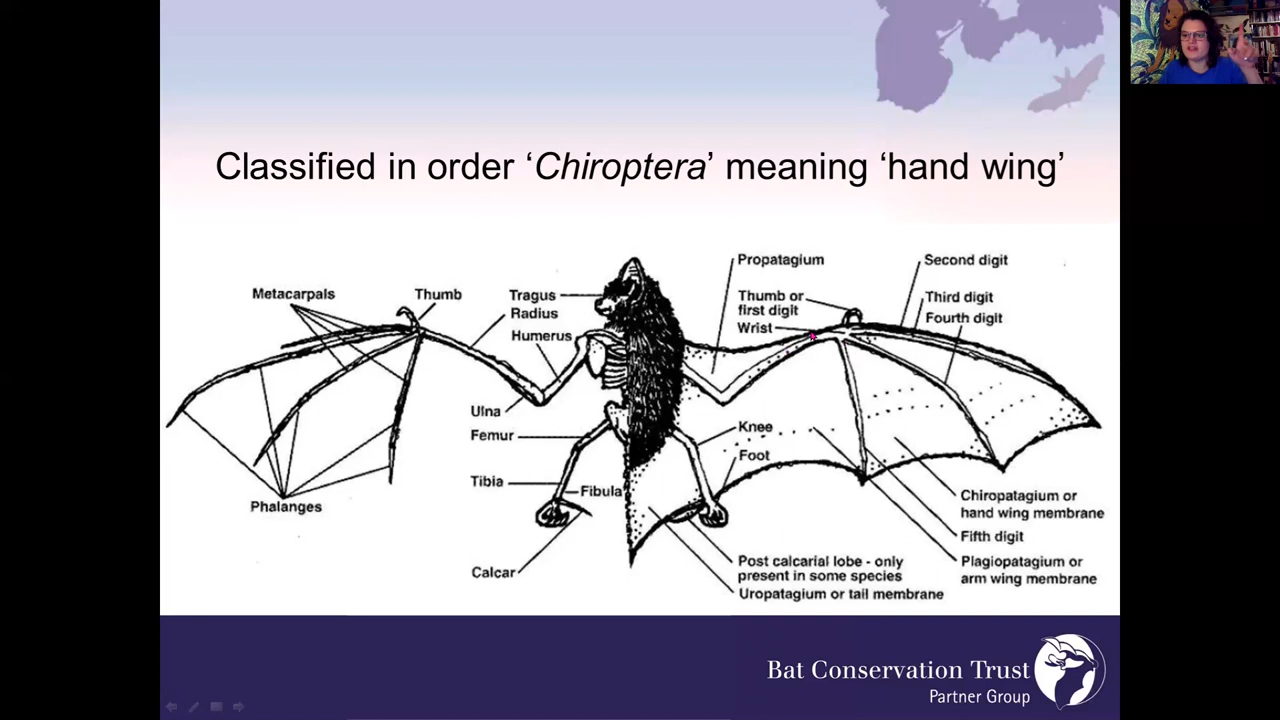 Classified in order ‘Chiroptera’ meaning ‘hand wing’
Metacarpals
Thumb
Tragus
Radius
Humerus
Ulna
Femur
Tibia
Fibula
Calcar
Phalanges
Propatagium
Thumb or
first digit
Wrist
Second digit
Third digit
Fourth digit
Knee
Foot
Chiropatagium or
hand wing membrane
Fifth digit
Plagiopatagium or
arm wing membrane
Post calcarial lobe - only
present in some species
Uropatagium or tail membrane
Bat Conservation Trust
Partner Group